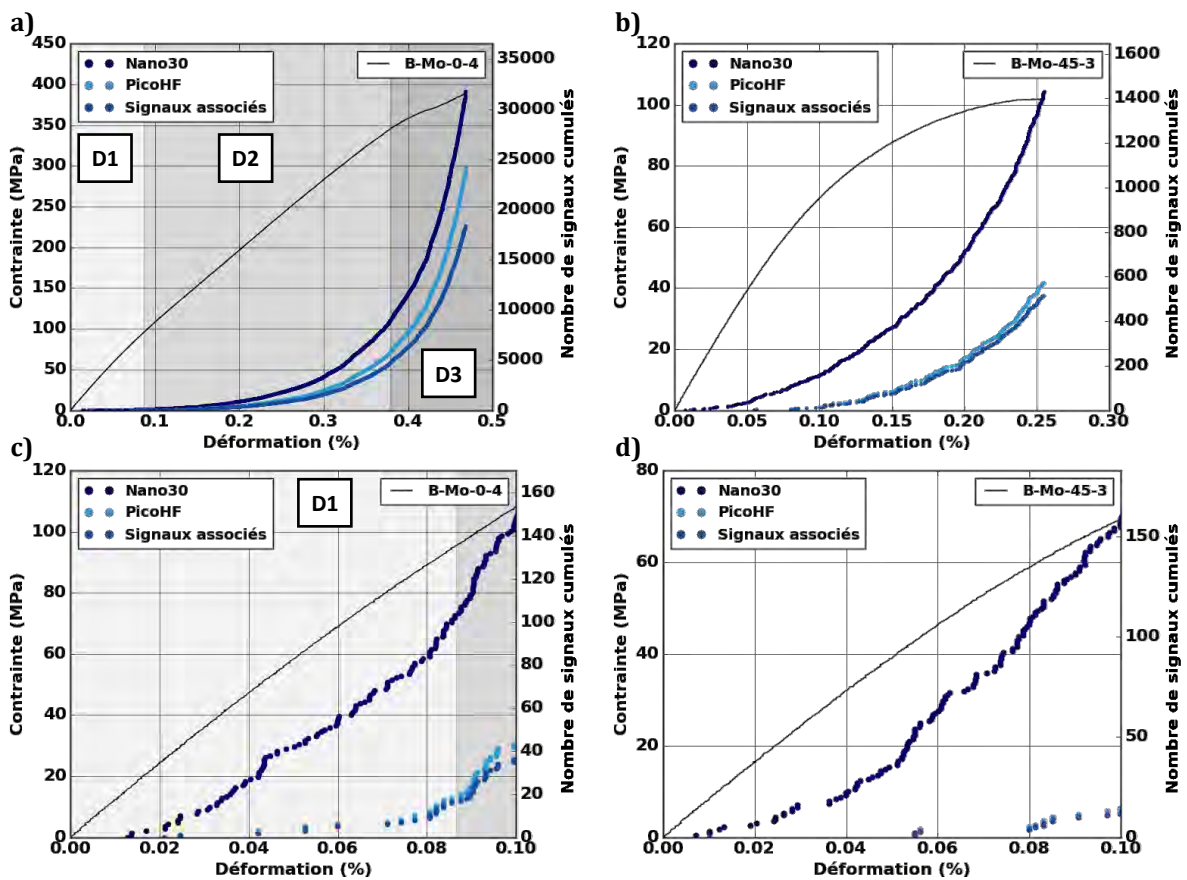 a)
Contrainte (MPa)
450
400
350
300
250
200
150
100
50
0
Nano30
PicoHF
Signaux associés
B-Mo-0-4
D1
D2
D3
35000
30000
25000
20000
15000
10000
5000
0
Nombre de signaux cumulés
0.0 0.1 0.2 0.3 0.4 0.5
Déformation (%)
b)
Contrainte (MPa)
120
100
80
60
40
20
0
Nano30
PicoHF
Signaux associés
B-Mo-45-3
1600
1400
1200
1000
800
600
400
200
0
Nombre de signaux cumulés
0.00 0.05 0.10 0.15 0.20 0.25 0.30
Déformation (%)
c)
Contrainte (MPa)
120
100
80
60
40
20
0
Nano30
PicoHF
Signaux associés
D1
B-Mo-0-4
160
140
120
100
80
60
40
20
0
Nombre de signaux cumulés
0.00 0.02 0.04 0.06 0.08 0.10
Déformation (%)
d)
Contrainte (MPa)
80
60
40
20
0
Nano30
PicoHF
Signaux associés
B-Mo-45-3
150
100
50
0
Nombre de signaux cumulés
0.00 0.02 0.04 0.06 0.08 0.10
Déformation (%)